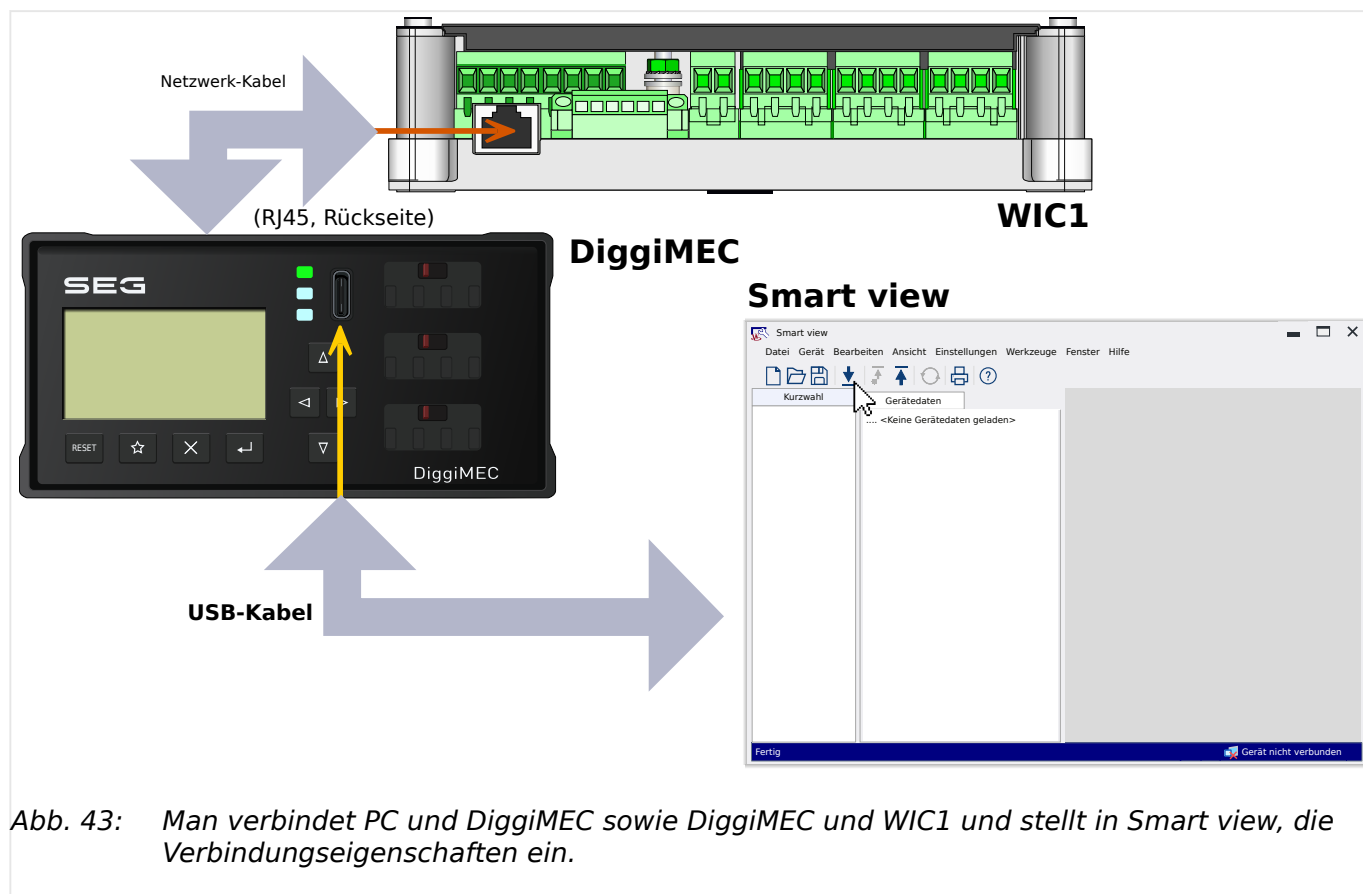 Netzwerk-Kabel
(RJ45, Rückseite)
WIC1
DiggiMEC
SEG
RESET
DiggiMEC
USB-Kabel
Smart view
Smart view
Datei Gerät Bearbeiten Ansicht Einstellungen Werkzeuge Fenster Hilfe
Kurzwahl
Gerätedaten
.... <Keine Gerätedaten geladen>
Fertig
Gerät nicht verbunden
Abb. 43: Man verbindet PC und DiggiMEC sowie DiggiMEC und WIC1 und stellt in Smart view, die
Verbindungseigenschaften ein.